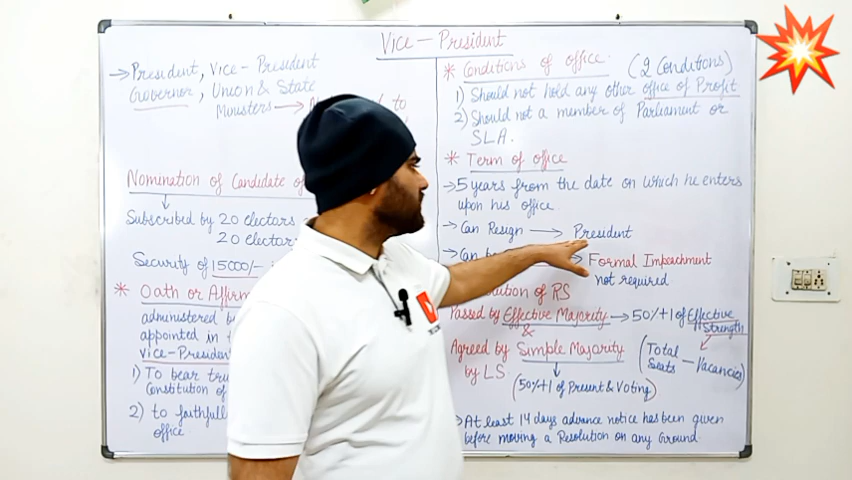 Vice - President
→ President, Vice - President
Governor, Union & State
Ministers →
to
Nomination of Candidate of
Subscribed by 20 electors
20 electors
Security of 15000/-
* Oath or Affirm
administered b
appointed in t
Vice-President
1) To bear tru
Constitution of
2) to faithfull
office
* Conditions of office. (2 Conditions)
1) Should not hold any other office of Profit
2) Should not a member of Parliament or
SLA.
* Term of office
→ 5 years from the date on which he enters
upon his office
→ Can Resign → President
→ Can be → Formal Impeachment
not required
olution of RS
Passed by Effective Majority → 50%+1 of Effective
Strength
&
Agreed by Simple Majority (Total
Seats - Vacancies)
by LS
(50%+1 of Present & Voting)
→ At least 14 days advance notice has been given
before moving a Resolution on any Ground.